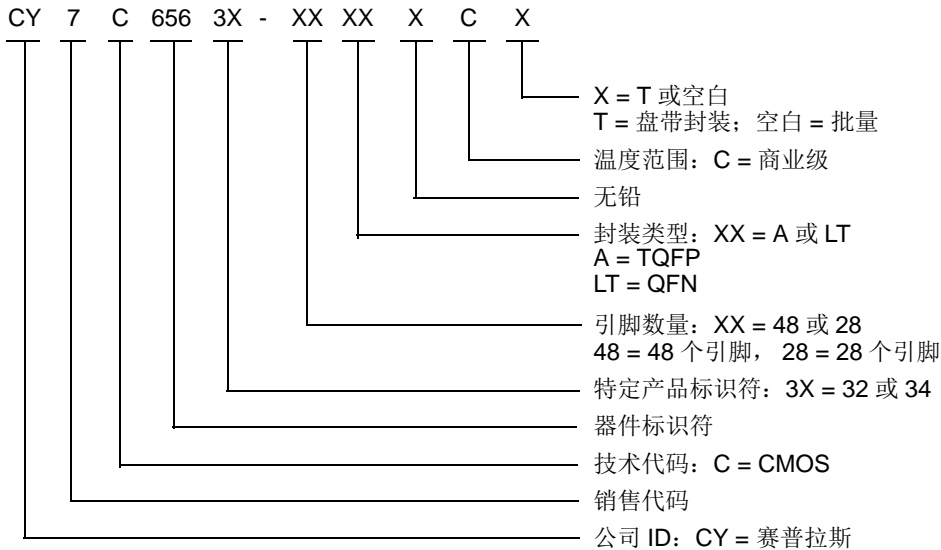 CY 7 C 656 3X - XX XX X C X
X = T 或空白
T = 盘带封装；空白 = 批量
温度范围：C = 商业级
无铅
封装类型：XX = A 或 LT
A = TQFP
LT = QFN
引脚数量：XX = 48 或 28
48 = 48 个引脚， 28 = 28 个引脚
特定产品标识符：3X = 32 或 34
器件标识符
技术代码：C = CMOS
销售代码
公司 ID：CY = 赛普拉斯